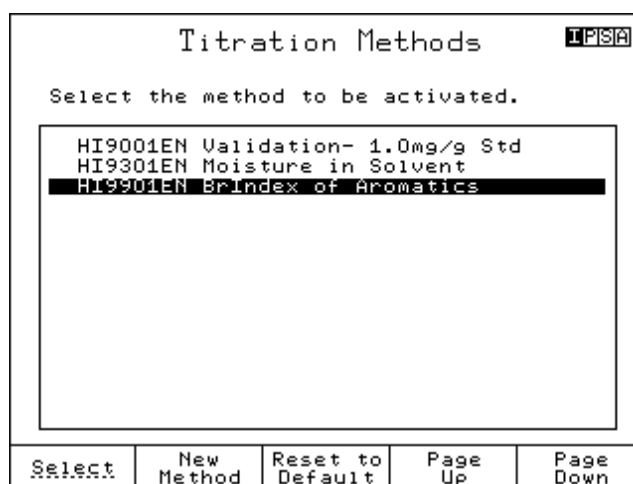 Titration Methods
IPSA
Select the method to be activated.
HI9001EN Validation- 1.0mg/g Std
HI9301EN Moisture in Solvent
HI9901EN BrIndex of Aromatics
Select
New Method
Reset to Default
Page Up
Page Down